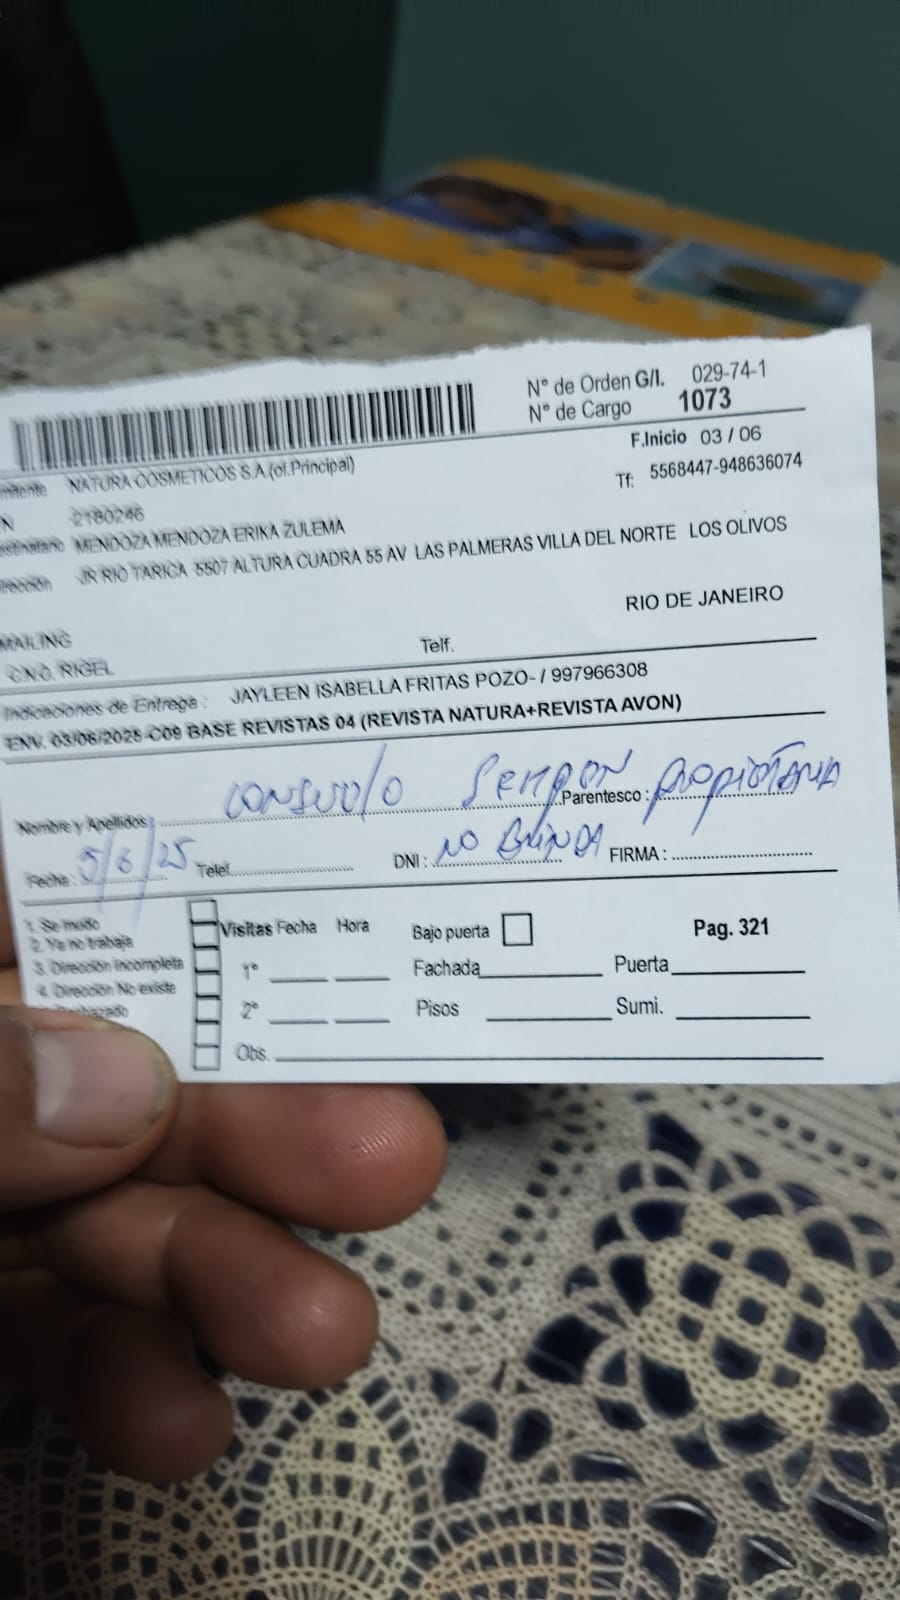 N° de Orden G/I. 029-74-1
N° de Cargo 1073
F.Inicio 03 / 06
mitente NATURA COSMETICOS S.A.(of.Principal)
Tf: 5568447-948636074
N 2180246
estinatario MENDOZA MENDOZA ERIKA ZULEMA
irección JR RIO TARICA 5507 ALTURA CUADRA 55 AV LAS PALMERAS VILLA DEL NORTE LOS OLIVOS
RIO DE JANEIRO
MAILING
Telf.
C.N.O. RIGEL
Indicaciones de Entrega : JAYLEEN ISABELLA FRITAS POZO- / 997966308
ENV. 03/06/2025-C09 BASE REVISTAS 04 (REVISTA NATURA+REVISTA AVON)
Nombre y Apellidos: CONSUELO Parentesco : propietaria
Fecha : 5/6/25 Telef. DNI : NO BRINDA FIRMA :
1. Se mudo
2. Ya no trabaja
3. Dirección Incompleta
4. Dirección No existe
Visitas Fecha Hora Bajo puerta Pag. 321
1° Fachada Puerta
2° Pisos Sumi.
Obs.